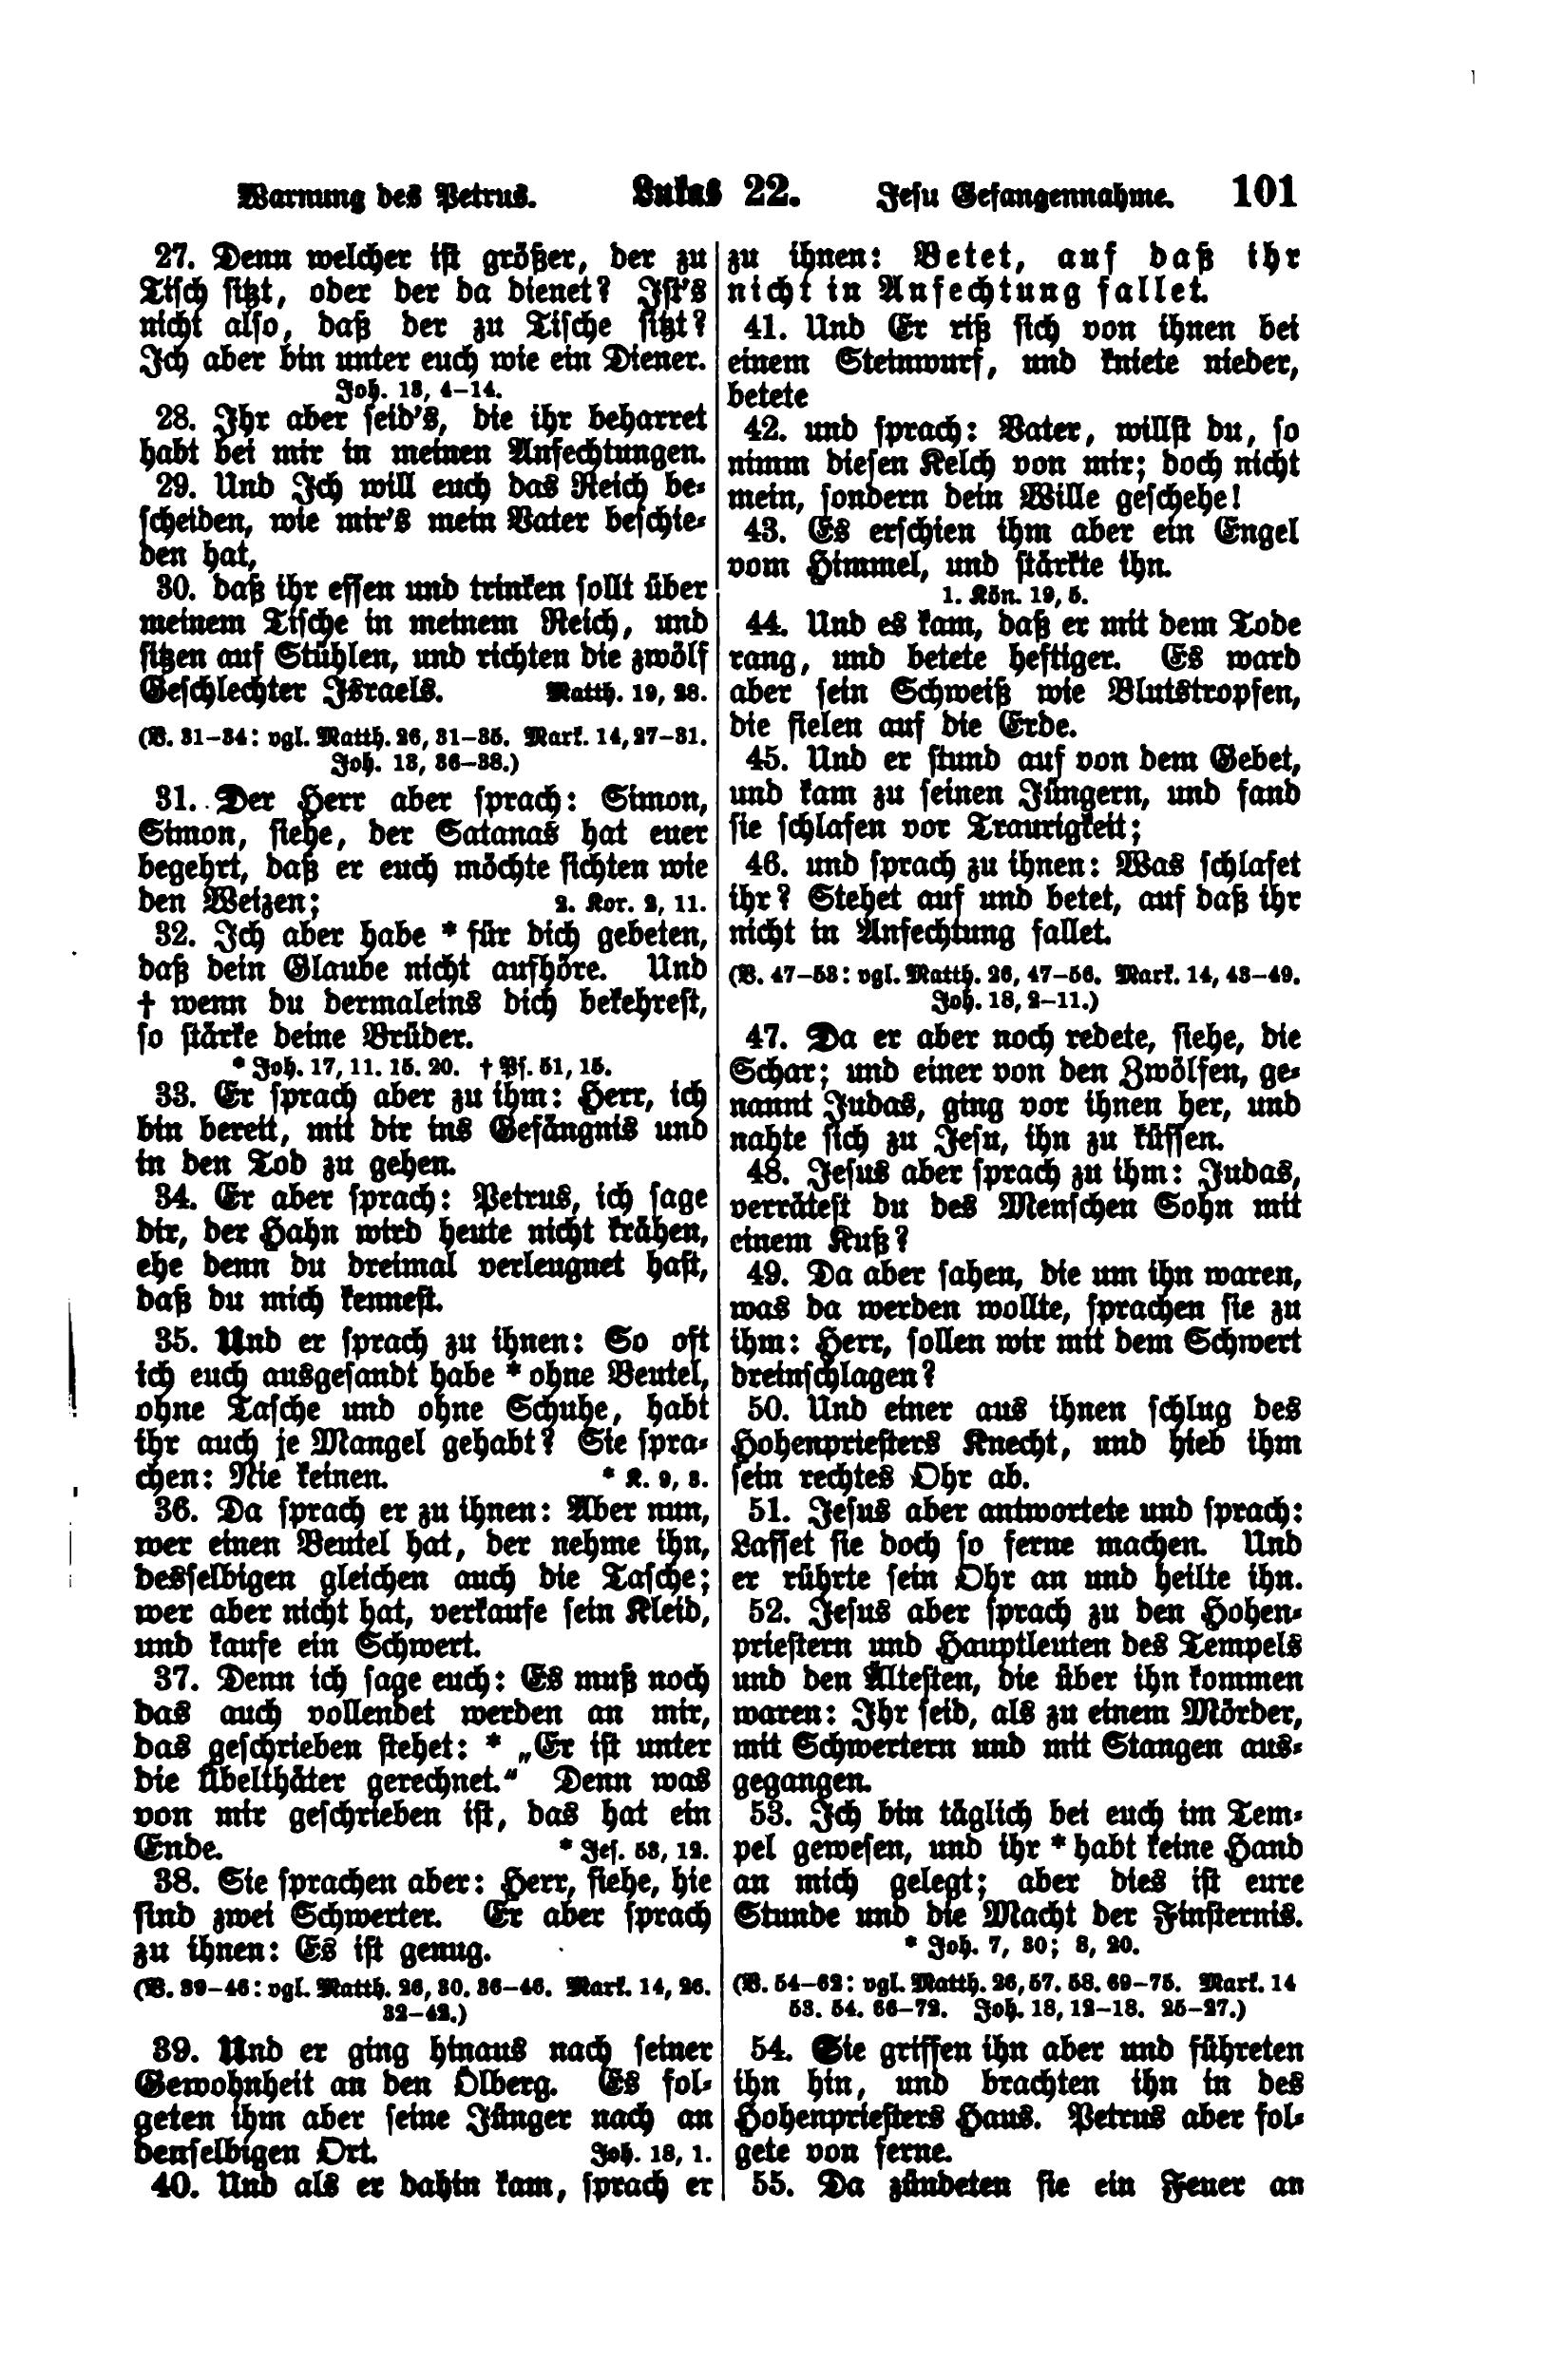 Warnung des Petrus. Lukas 22. Jesu Gefangennahme. 101
27. Denn welcher ist größer, der zu
Tisch sitzt, oder der da dienet? Ist's
nicht also, daß der zu Tische sitzt?
Ich aber bin unter euch wie ein Diener.
Joh. 13, 4–14.
28. Ihr aber seid's, die ihr beharret
habt bei mir in meinen Anfechtungen.
29. Und Ich will euch das Reich be-
scheiden, wie mir's mein Vater beschie-
den hat,
30. daß ihr essen und trinken sollt über
meinem Tische in meinem Reich, und
sitzen auf Stühlen, und richten die zwölf
Geschlechter Israels. Matth. 19, 28.
(V. 31–34: vgl. Matth. 26, 31–35. Mark. 14, 27–31.
Joh. 13, 36–38.)
31. Der Herr aber sprach: Simon,
Simon, siehe, der Satanas hat euer
begehrt, daß er euch möchte sichten wie
den Weizen; 2. Kor. 2, 11.
32. Ich aber habe * für dich gebeten,
daß dein Glaube nicht aufhöre. Und
† wenn du dermaleins dich bekehrest,
so stärke deine Brüder.
* Joh. 17, 11. 15. 20. † Ps. 51, 15.
33. Er sprach aber zu ihm: Herr, ich
bin bereit, mit dir ins Gefängnis und
in den Tod zu gehen.
34. Er aber sprach: Petrus, ich sage
dir, der Hahn wird heute nicht krähen,
ehe denn du dreimal verleugnet hast,
daß du mich kennest.
35. Und er sprach zu ihnen: So oft
ich euch ausgesandt habe * ohne Beutel,
ohne Tasche und ohne Schuhe, habt
ihr auch je Mangel gehabt? Sie spra-
chen: Nie keinen. * K. 9, 3.
36. Da sprach er zu ihnen: Aber nun,
wer einen Beutel hat, der nehme ihn,
desselbigen gleichen auch die Tasche;
wer aber nicht hat, verkaufe sein Kleid,
und kaufe ein Schwert.
37. Denn ich sage euch: Es muß noch
das auch vollendet werden an mir,
das geschrieben stehet: * „Er ist unter
die Übelthäter gerechnet.“ Denn was
von mir geschrieben ist, das hat ein
Ende. * Jes. 53, 12.
38. Sie sprachen aber: Herr, siehe, hie
sind zwei Schwerter. Er aber sprach
zu ihnen: Es ist genug.
(V. 39–46: vgl. Matth. 26, 30. 36–46. Mark. 14, 26.
32–42.)
39. Und er ging hinaus nach seiner
Gewohnheit an den Ölberg. Es fol-
geten ihm aber seine Jünger nach an
denselbigen Ort. Joh. 18, 1.
40. Und als er dahin kam, sprach er
zu ihnen: Betet, auf daß ihr
nicht in Anfechtung fallet.
41. Und Er riß sich von ihnen bei
einem Steinwurf, und kniete nieder,
betete
42. und sprach: Vater, willst du, so
nimm diesen Kelch von mir; doch nicht
mein, sondern dein Wille geschehe!
43. Es erschien ihm aber ein Engel
vom Himmel, und stärkte ihn.
1. Kön. 19, 5.
44. Und es kam, daß er mit dem Tode
rang, und betete heftiger. Es ward
aber sein Schweiß wie Blutstropfen,
die fielen auf die Erde.
45. Und er stund auf von dem Gebet,
und kam zu seinen Jüngern, und fand
sie schlafen vor Traurigkeit;
46. und sprach zu ihnen: Was schlafet
ihr? Stehet auf und betet, auf daß ihr
nicht in Anfechtung fallet.
(V. 47–53: vgl. Matth. 26, 47–56. Mark. 14, 43–49.
Joh. 18, 2–11.)
47. Da er aber noch redete, siehe, die
Schar; und einer von den Zwölfen, ge-
nannt Judas, ging vor ihnen her, und
nahte sich zu Jesu, ihn zu küssen.
48. Jesus aber sprach zu ihm: Judas,
verrätest du des Menschen Sohn mit
einem Kuß?
49. Da aber sahen, die um ihn waren,
was da werden wollte, sprachen sie zu
ihm: Herr, sollen wir mit dem Schwert
dreinschlagen?
50. Und einer aus ihnen schlug des
Hohenpriesters Knecht, und hieb ihm
sein rechtes Ohr ab.
51. Jesus aber antwortete und sprach:
Lasset sie doch so ferne machen. Und
er rührte sein Ohr an und heilte ihn.
52. Jesus aber sprach zu den Hohen-
priestern und Hauptleuten des Tempels
und den Ältesten, die über ihn kommen
waren: Ihr seid, als zu einem Mörder,
mit Schwertern und mit Stangen aus-
gegangen.
53. Ich bin täglich bei euch im Tem-
pel gewesen, und ihr * habt keine Hand
an mich gelegt; aber dies ist eure
Stunde und die Macht der Finsternis.
* Joh. 7, 30; 8, 20.
(V. 54–62: vgl. Matth. 26, 57. 58. 69–75. Mark. 14
53. 54. 66–72. Joh. 18, 12–18. 25–27.)
54. Sie griffen ihn aber und führeten
ihn hin, und brachten ihn in des
Hohenpriesters Haus. Petrus aber fol-
gete von ferne.
55. Da zündeten sie ein Feuer an